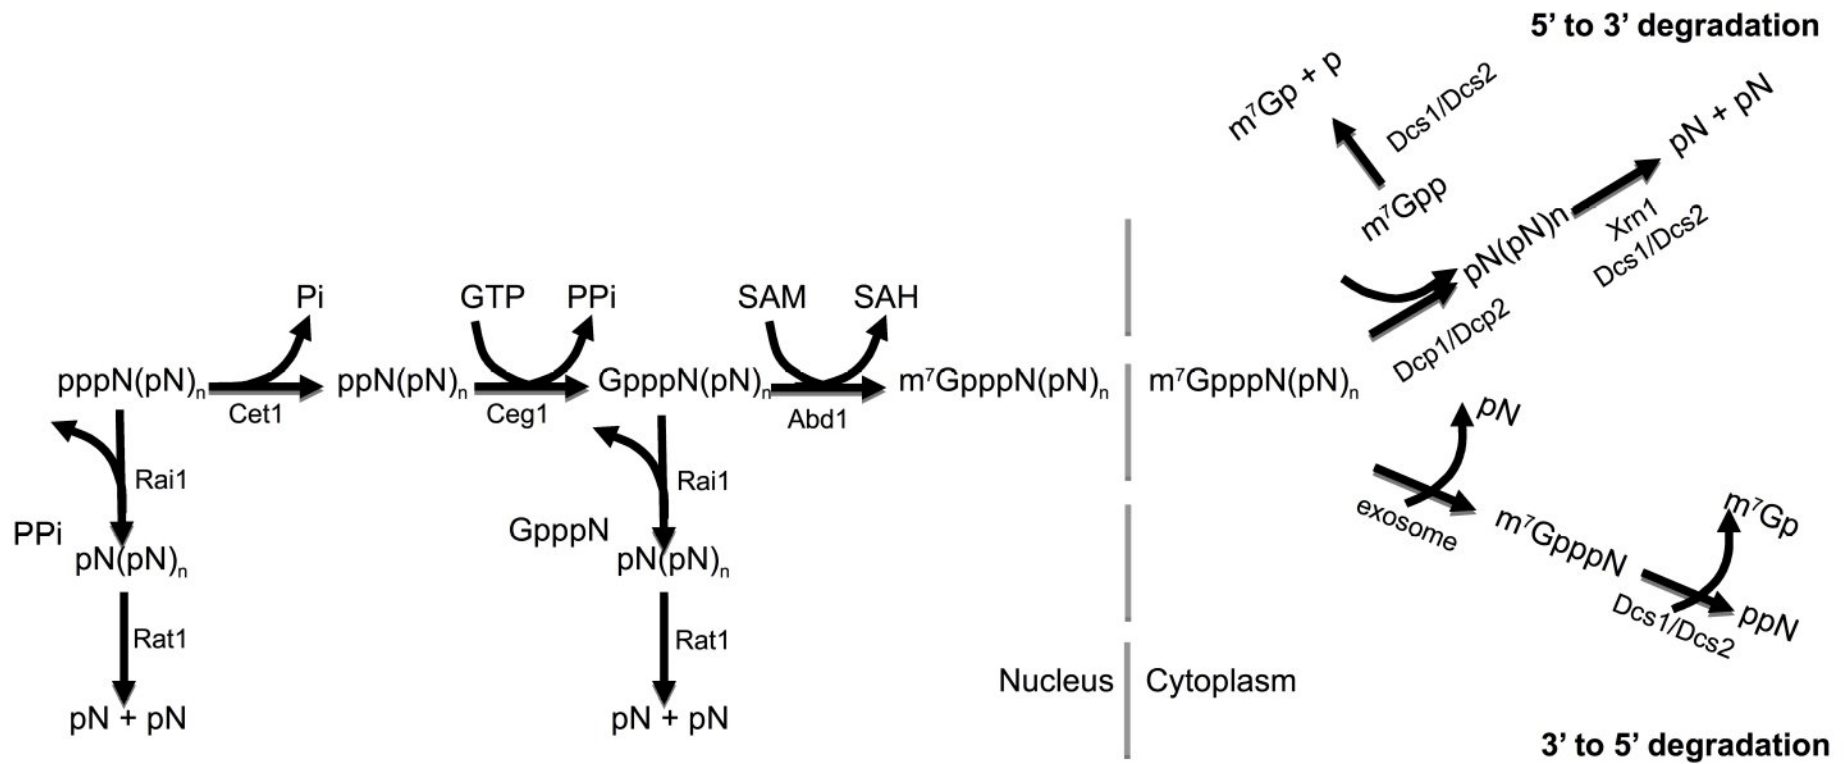 5’ to 3’ degradation
m⁷Gp + p
Dcs1/Dcs2
pN + pN
m⁷Gpp
pN(pN)n
Xrn1
Dcs1/Dcs2
Dcp1/Dcp2
Pi
GTP
PPi
SAM
SAH
pppN(pN)ₙ
Cet1
ppN(pN)ₙ
Ceg1
GpppN(pN)ₙ
Abd1
m⁷GpppN(pN)ₙ
m⁷GpppN(pN)ₙ
Rai1
PPi
pN(pN)ₙ
Rat1
pN + pN
Rai1
GpppN
pN(pN)ₙ
Rat1
pN + pN
Nucleus
Cytoplasm
pN
exosome
m⁷GpppN
m⁷Gp
Dcs1/Dcs2
ppN
3’ to 5’ degradation